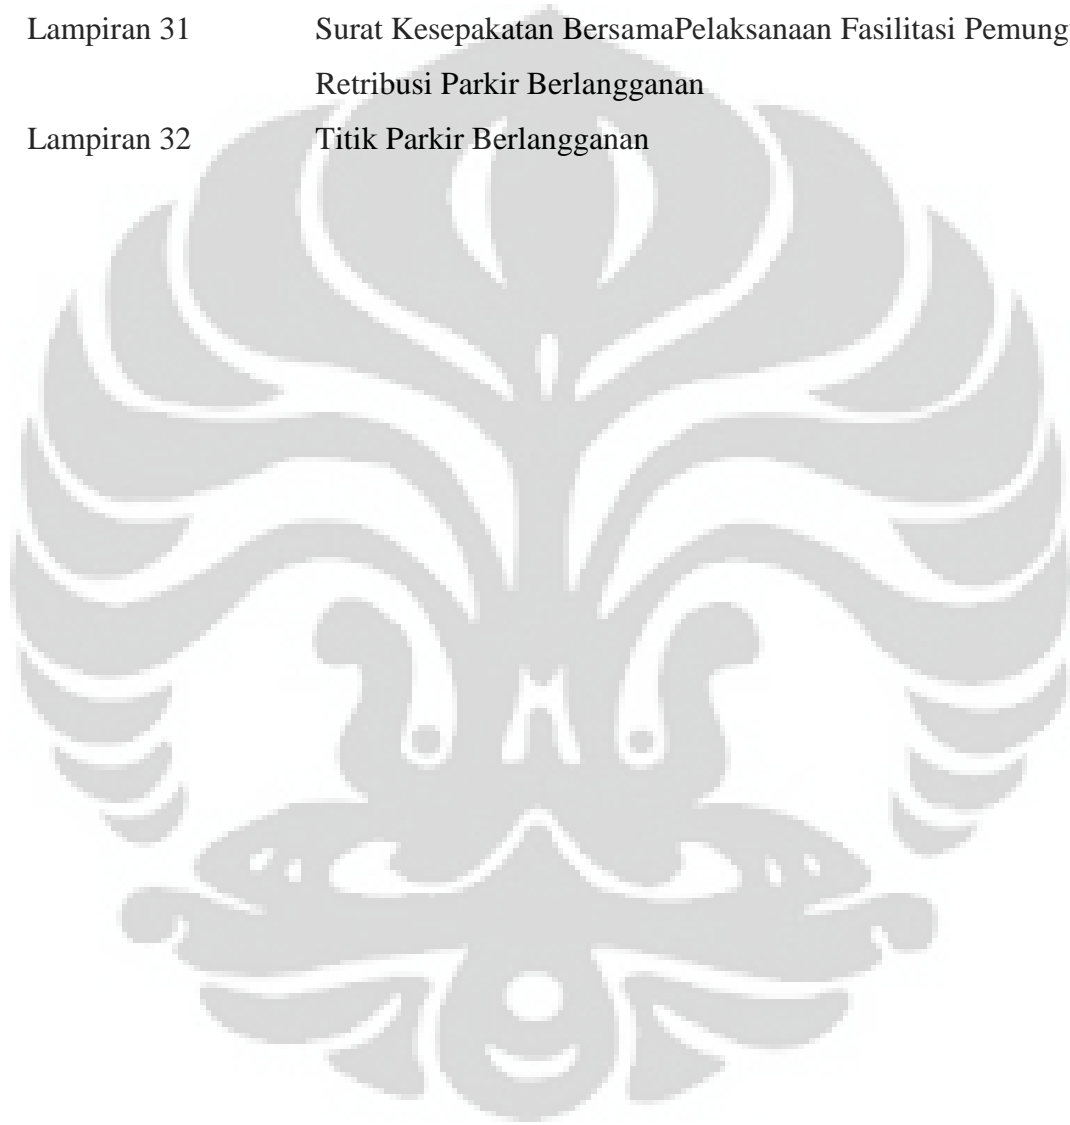 Lampiran 31 Surat Kesepakatan BersamaPelaksanaan Fasilitasi Pemung
Retribusi Parkir Berlangganan
Lampiran 32 Titik Parkir Berlangganan